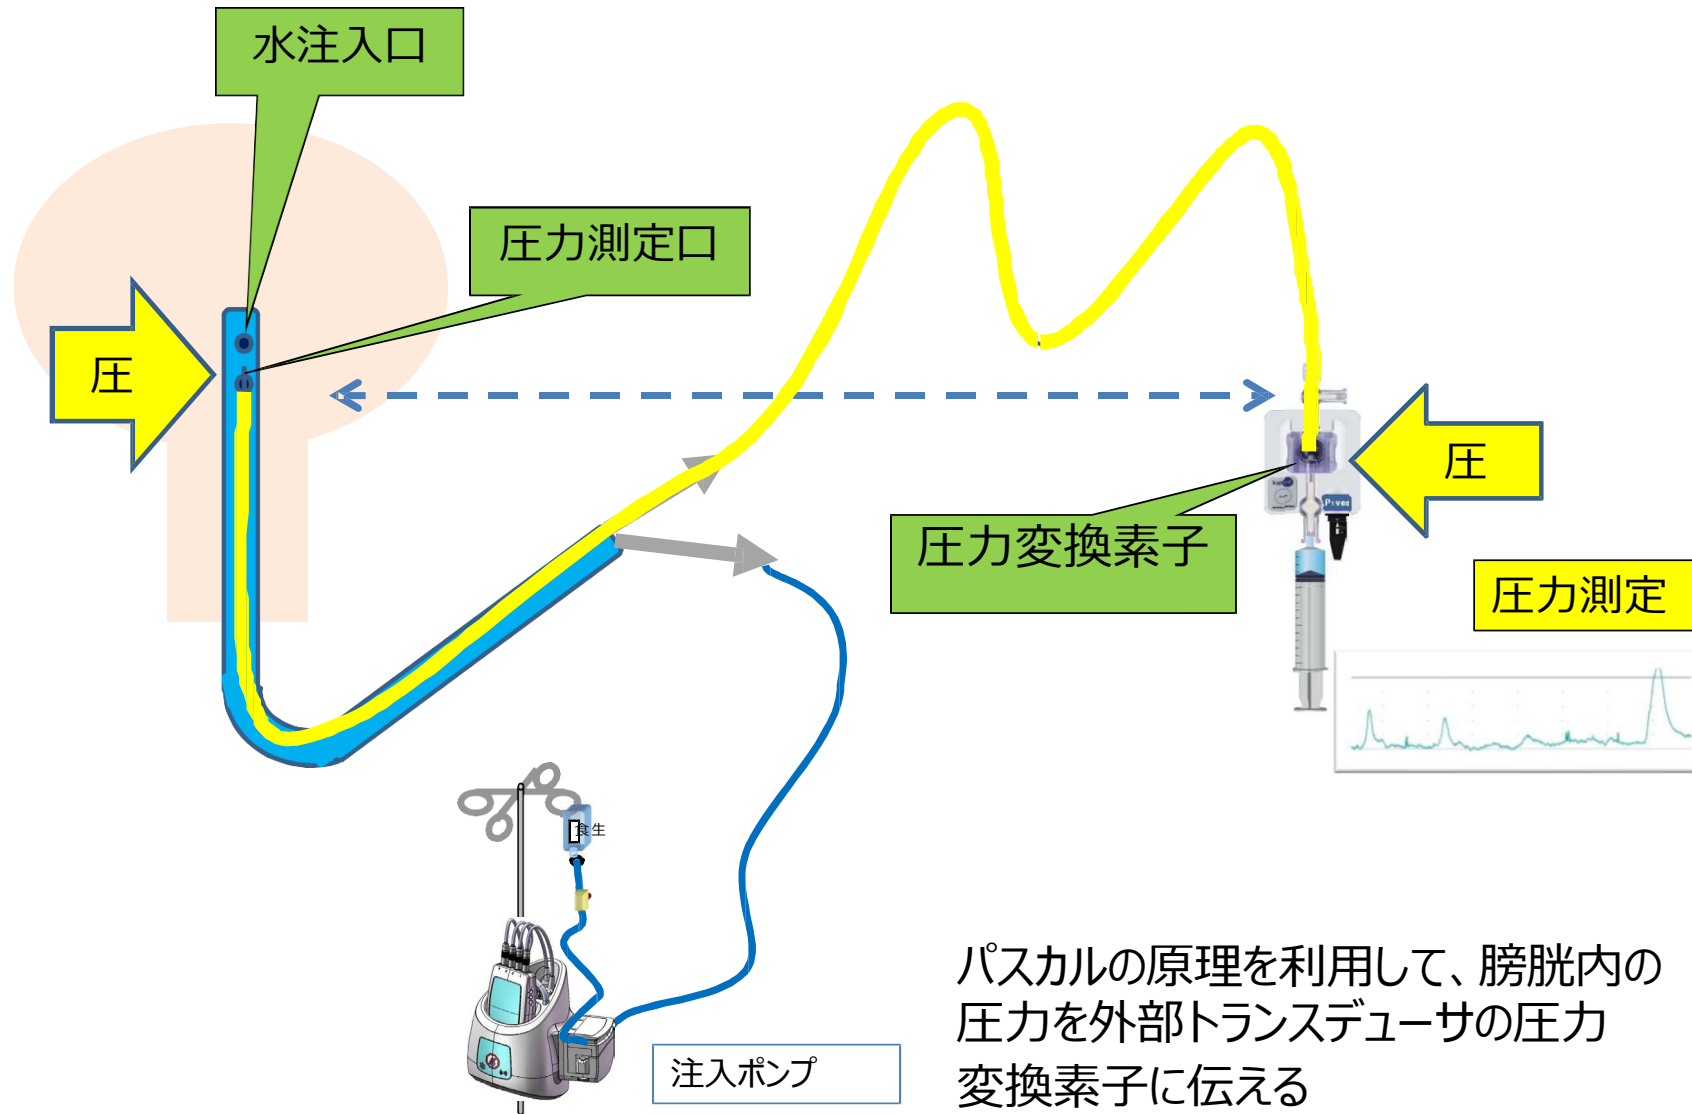 水注入口
圧力測定口
圧
圧
圧力変換素子
Pves
圧力測定
食生
注入ポンプ
パスカルの原理を利用して、膀胱内の
圧力を外部トランスデューサの圧力
変換素子に伝える